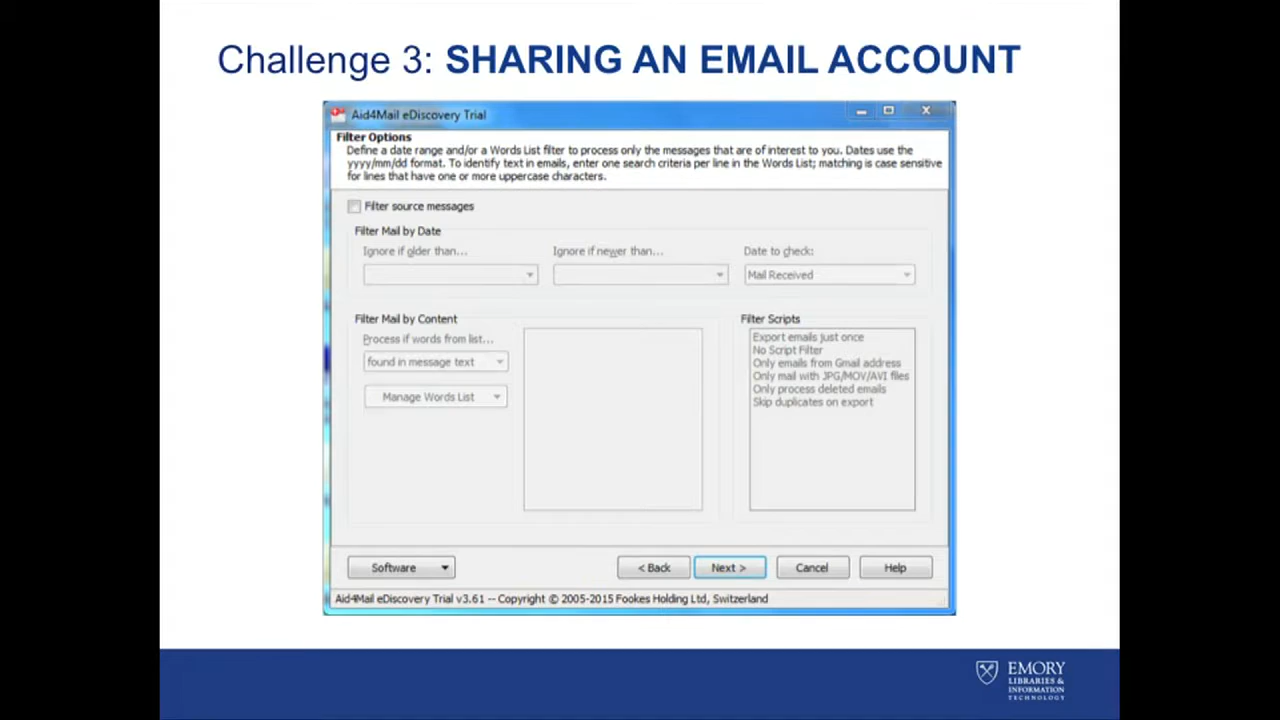 Challenge 3: SHARING AN EMAIL ACCOUNT
Aid4Mail eDiscovery Trial
Filter Options
Define a date range and/or a Words List filter to process only the messages that are of interest to you. Dates use the
yyyy/mm/dd format. To identify text in emails, enter one search criteria per line in the Words List; matching is case sensitive
for lines that have one or more uppercase characters.
Filter source messages
Filter Mail by Date
Ignore if older than...
Ignore if newer than...
Date to check:
Mail Received
Filter Mail by Content
Process if words from list...
found in message text
Manage Words List
Filter Scripts
Export emails just once
No Script Filter
Only emails from Gmail address
Only mail with JPG/MOV/AVI files
Only process deleted emails
Skip duplicates on export
Software
< Back
Next >
Cancel
Help
Aid4Mail eDiscovery Trial v3.61 -- Copyright © 2005-2015 Fookes Holding Ltd, Switzerland
EMORY
LIBRARIES &
INFORMATION
TECHNOLOGY